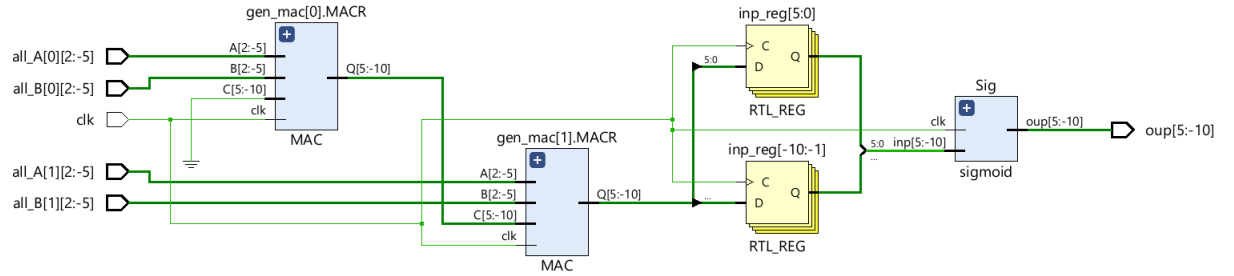 gen_mac[0].MACR
all_A[0][2:-5]
A[2:-5]
all_B[0][2:-5]
B[2:-5]
Q[5:-10]
C[5:-10]
clk
clk
MAC
gen_mac[1].MACR
all_A[1][2:-5]
A[2:-5]
all_B[1][2:-5]
B[2:-5]
Q[5:-10]
C[5:-10]
clk
MAC
inp_reg[5:0]
C
5:0
D
Q
RTL_REG
inp_reg[-10:-1]
C
...
D
Q
RTL_REG
Sig
clk
oup[5:-10]
oup[5:-10]
5:0
inp[5:-10]
...
sigmoid